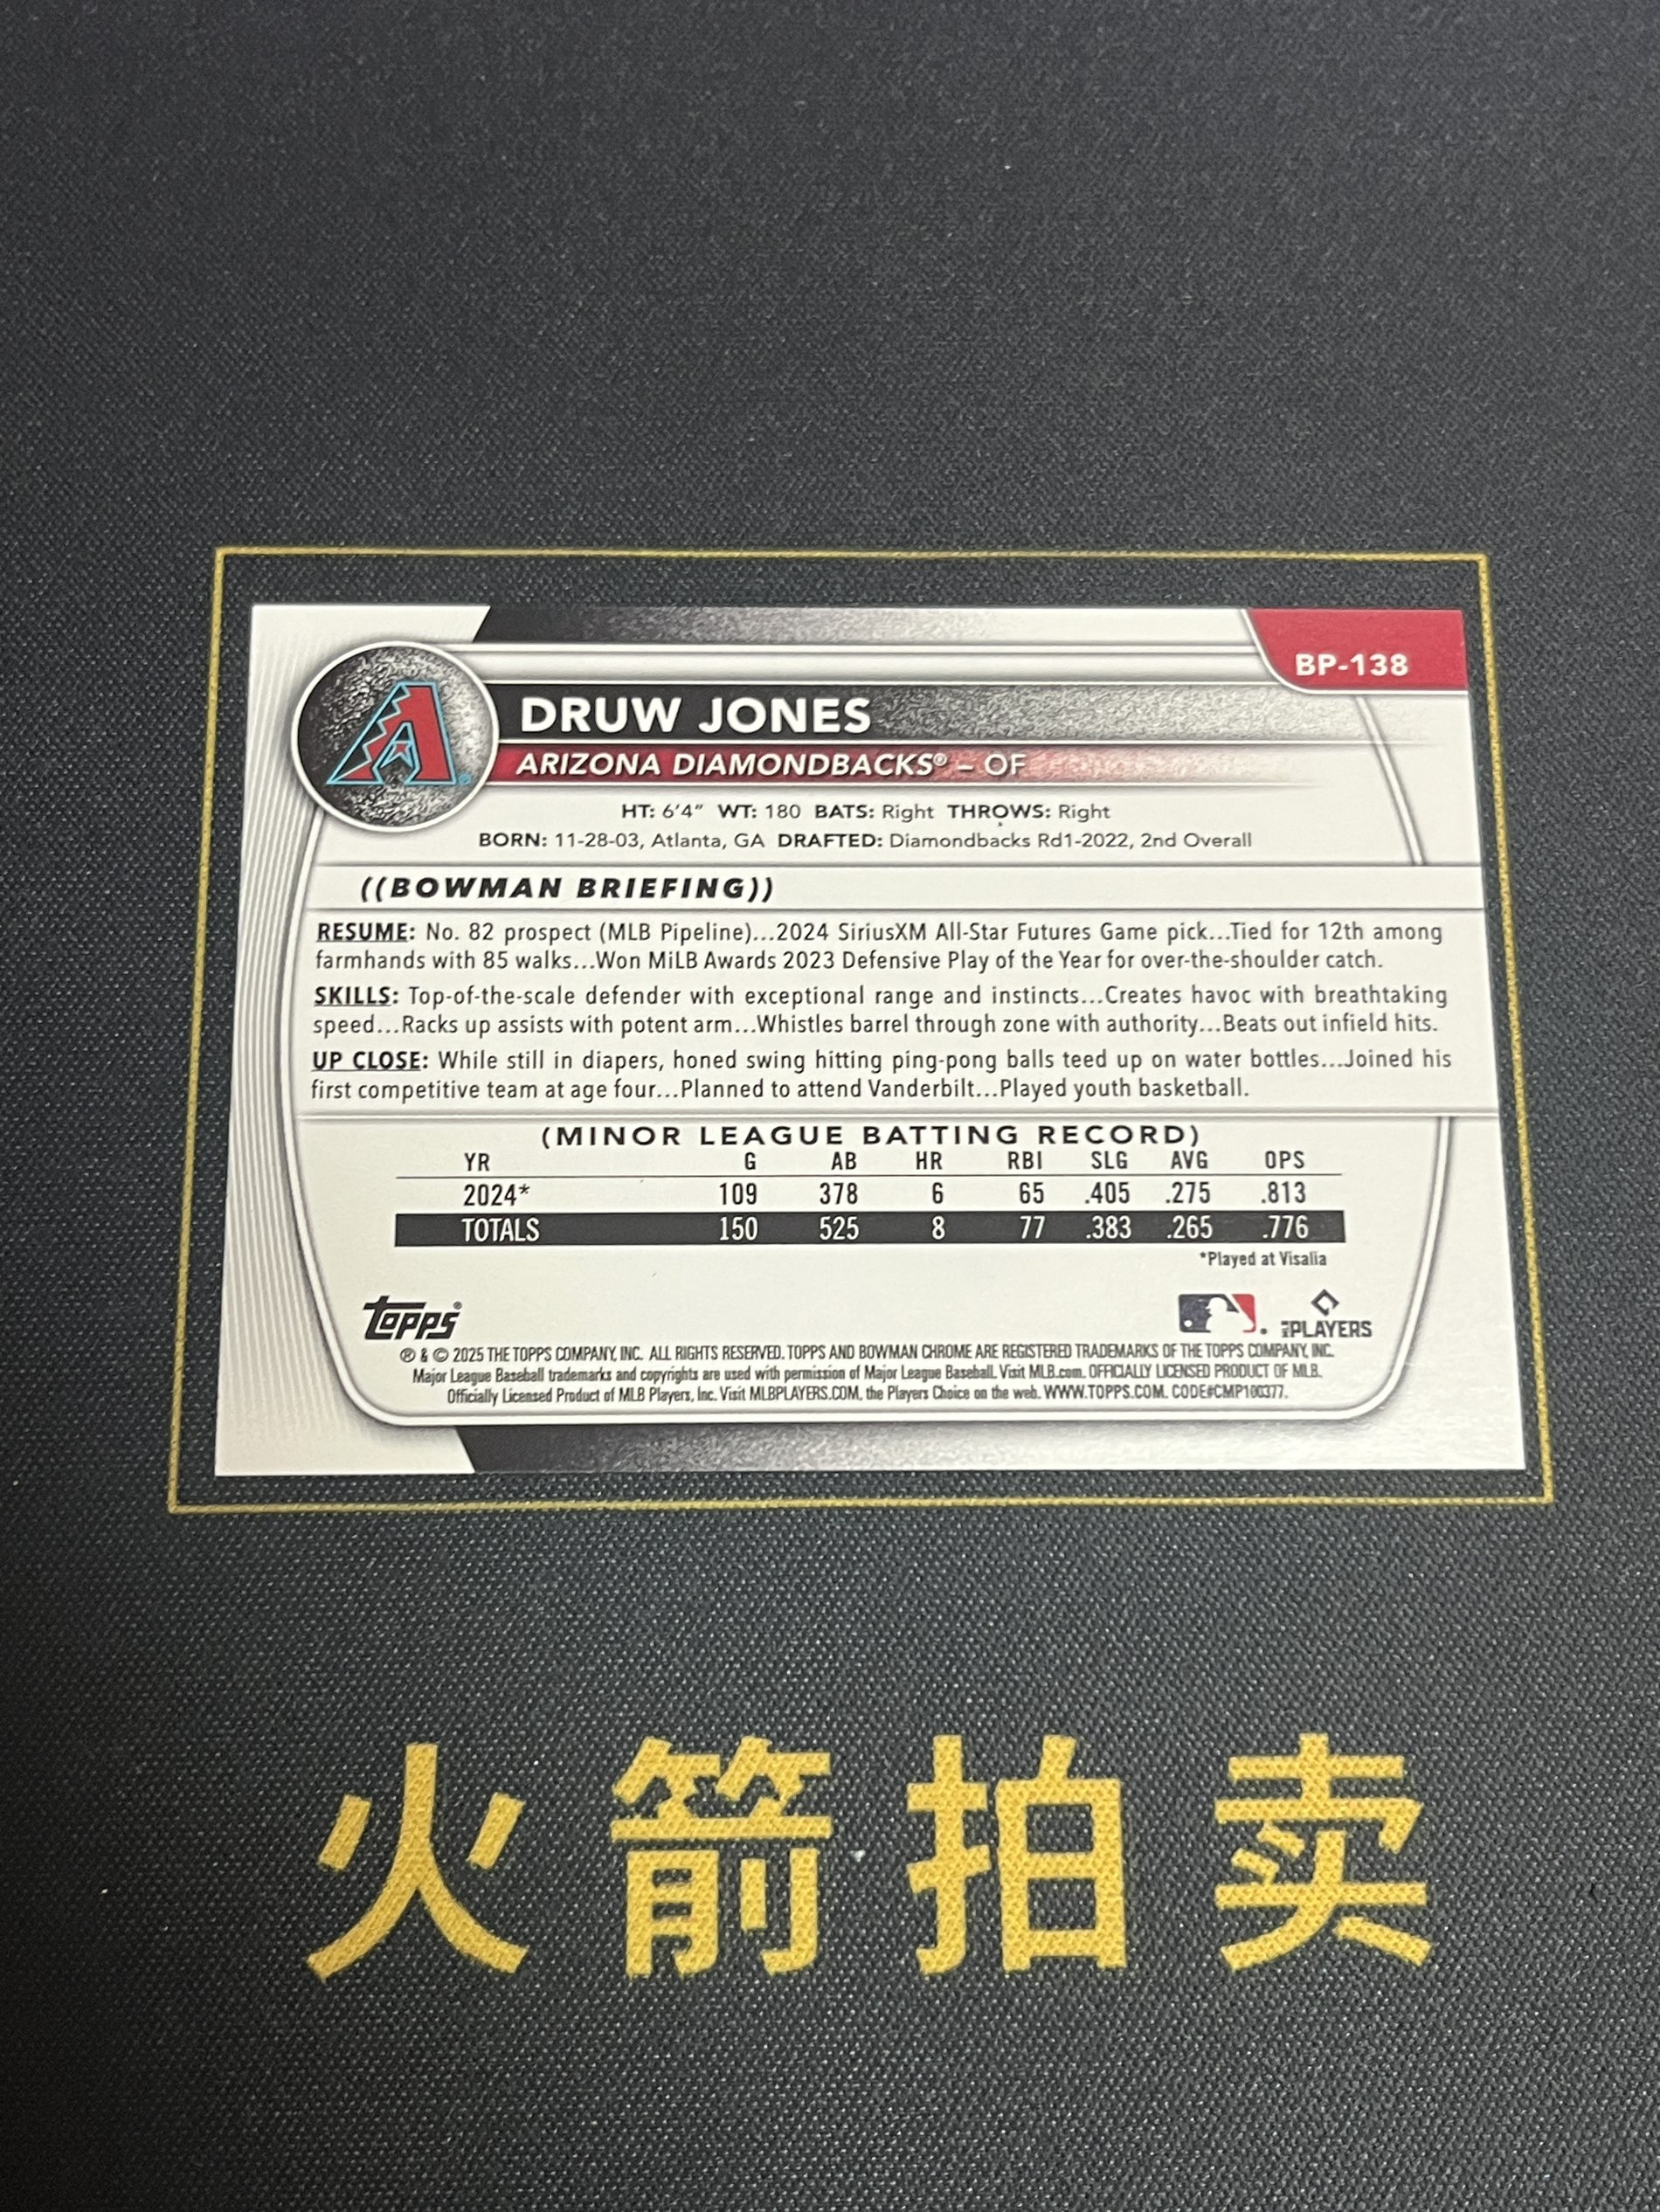 BP-138
DRUW JONES
ARIZONA DIAMONDBACKS® – OF
HT: 6'4" WT: 180 BATS: Right THROWS: Right
BORN: 11-28-03, Atlanta, GA DRAFTED: Diamondbacks Rd1-2022, 2nd Overall
((BOWMAN BRIEFING))
RESUME: No. 82 prospect (MLB Pipeline)...2024 SiriusXM All-Star Futures Game pick...Tied for 12th among
farmhands with 85 walks...Won MiLB Awards 2023 Defensive Play of the Year for over-the-shoulder catch.
SKILLS: Top-of-the-scale defender with exceptional range and instincts...Creates havoc with breathtaking
speed...Racks up assists with potent arm...Whistles barrel through zone with authority...Beats out infield hits.
UP CLOSE: While still in diapers, honed swing hitting ping-pong balls teed up on water bottles...Joined his
first competitive team at age four...Planned to attend Vanderbilt...Played youth basketball.
(MINOR LEAGUE BATTING RECORD)
YR G AB HR RBI SLG AVG OPS
2024* 109 378 6 65 .405 .275 .813
TOTALS 150 525 8 77 .383 .265 .776
*Played at Visalia
topps®
PLAYERS
® & © 2025 THE TOPPS COMPANY, INC. ALL RIGHTS RESERVED. TOPPS AND BOWMAN CHROME ARE REGISTERED TRADEMARKS OF THE TOPPS COMPANY, INC.
Major League Baseball trademarks and copyrights are used with permission of Major League Baseball. Visit MLB.com. OFFICIALLY LICENSED PRODUCT OF MLB.
Officially Licensed Product of MLB Players, Inc. Visit MLBPLAYERS.COM, the Players Choice on the web. WWW.TOPPS.COM. CODE#CMP100377.
火箭拍卖